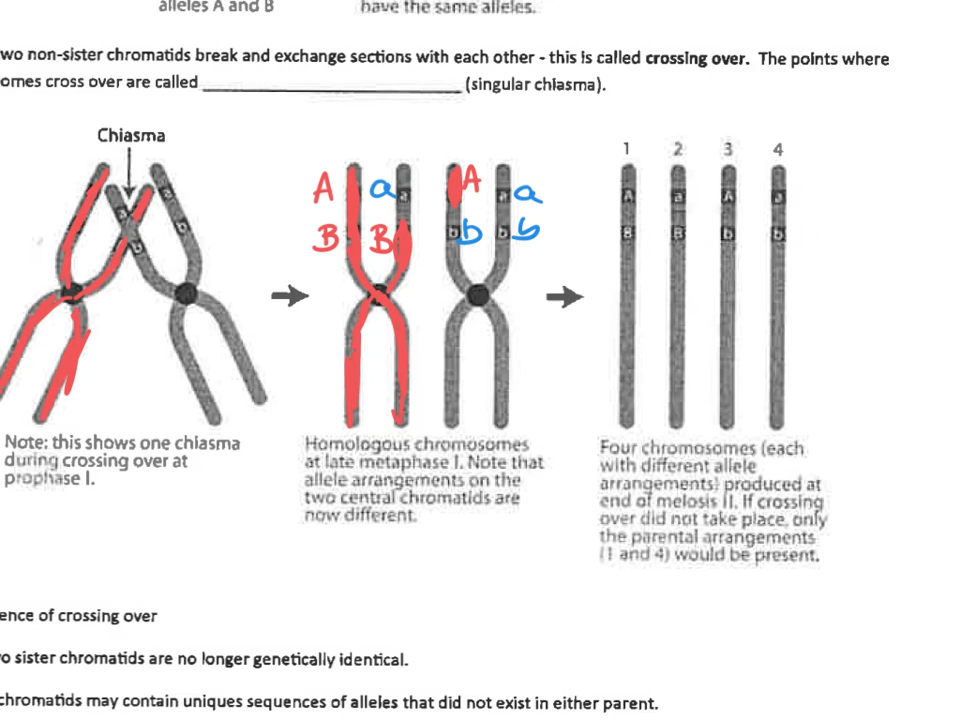 alleles A and B have the same alleles.
wo non-sister chromatids break and exchange sections with each other - this is called crossing over. The points where
omes cross over are called ______________________________ (singular chiasma).
Chiasma
a b
a b
A a A a
B B b b
a
b b
1 2 3 4
A a A a
B B b b
Note: this shows one chiasma
during crossing over at
prophase I.
Homologous chromosomes
at late metaphase I. Note that
allele arrangements on the
two central chromatids are
now different.
Four chromosomes (each
with different allele
arrangements) produced at
end of meiosis II. If crossing
over did not take place, only
the parental arrangements
(1 and 4) would be present.
ence of crossing over
o sister chromatids are no longer genetically identical.
chromatids may contain uniques sequences of alleles that did not exist in either parent.